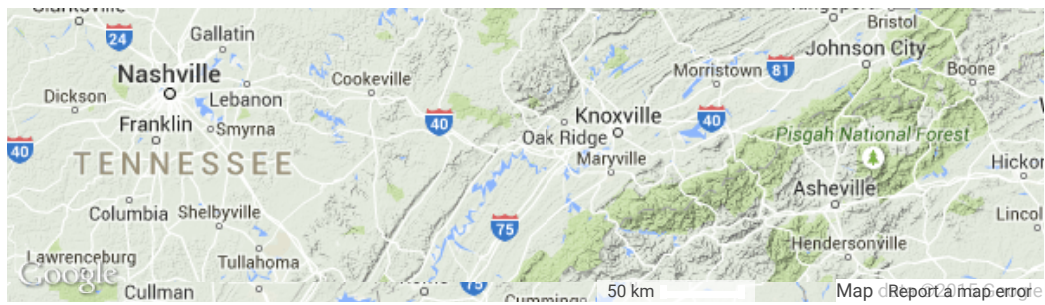 Bristol
24
Gallatin
Johnson City
Nashville
Cookeville
Morristown
81
Boone
Dickson
Lebanon
Franklin
Smyrna
40
Knoxville
40
Oak Ridge
Pisgah National Forest
40
TENNESSEE
Maryville
Hickor
Asheville
Columbia
Shelbyville
Lincol
75
Hendersonville
Lawrenceburg
Tullahoma
Google
Cullman
75
50 km
Map
Report a map error